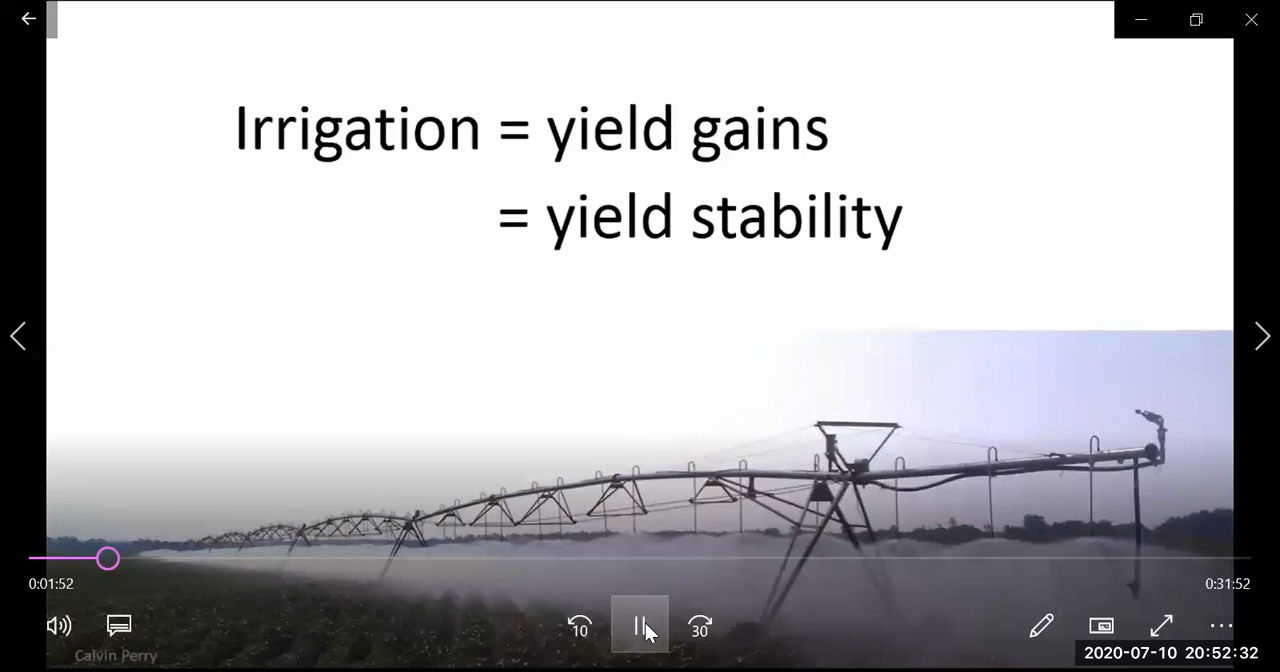 Irrigation = yield gains
= yield stability
0:01:52
0:31:52
10
30
Calvin Perry
2020-07-10 20:52:32